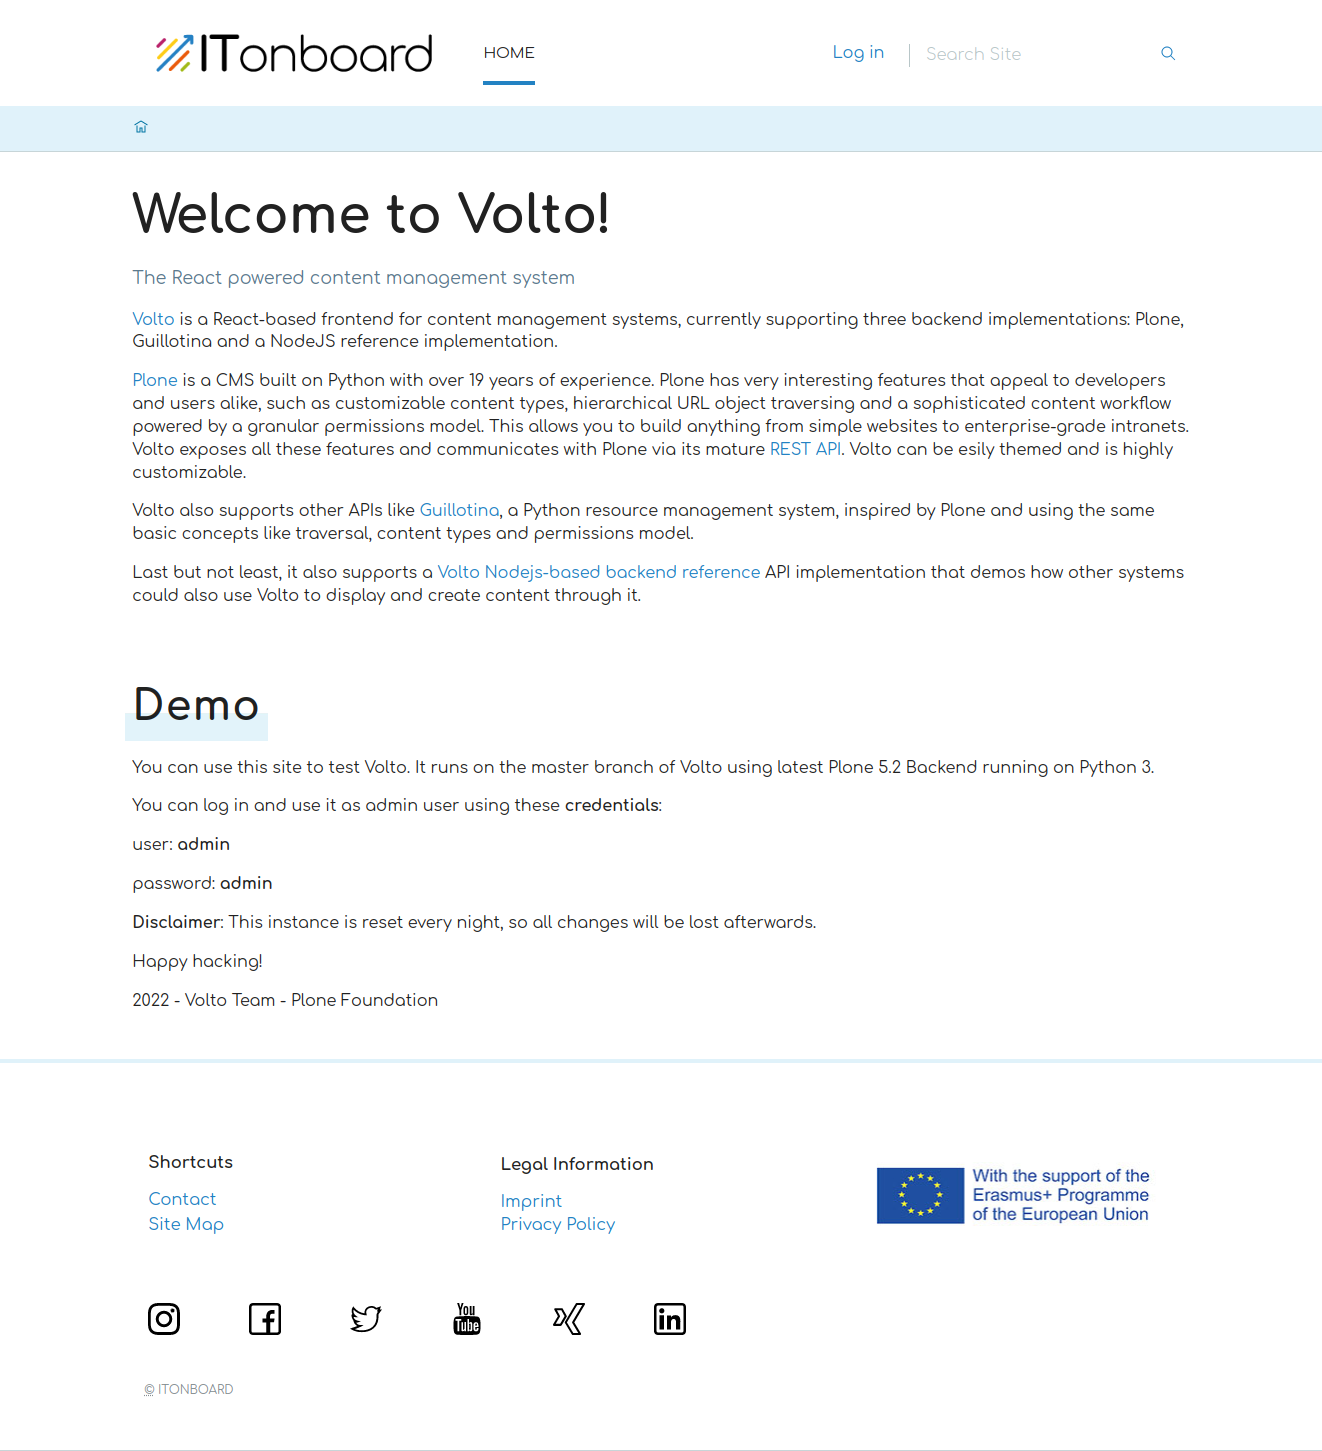 ITonboard
HOME
Log in
Search Site
Welcome to Volto!
The React powered content management system
Volto is a React-based frontend for content management systems, currently supporting three backend implementations: Plone,
Guillotina and a NodeJS reference implementation.
Plone is a CMS built on Python with over 19 years of experience. Plone has very interesting features that appeal to developers
and users alike, such as customizable content types, hierarchical URL object traversing and a sophisticated content workflow
powered by a granular permissions model. This allows you to build anything from simple websites to enterprise-grade intranets.
Volto exposes all these features and communicates with Plone via its mature REST API. Volto can be esily themed and is highly
customizable.
Volto also supports other APIs like Guillotina, a Python resource management system, inspired by Plone and using the same
basic concepts like traversal, content types and permissions model.
Last but not least, it also supports a Volto Nodejs-based backend reference API implementation that demos how other systems
could also use Volto to display and create content through it.
Demo
You can use this site to test Volto. It runs on the master branch of Volto using latest Plone 5.2 Backend running on Python 3.
You can log in and use it as admin user using these credentials:
user: admin
password: admin
Disclaimer: This instance is reset every night, so all changes will be lost afterwards.
Happy hacking!
2022 - Volto Team - Plone Foundation
Shortcuts
Contact
Site Map
Legal Information
Imprint
Privacy Policy
With the support of the
Erasmus+ Programme
of the European Union
You
Tube
in
© ITONBOARD